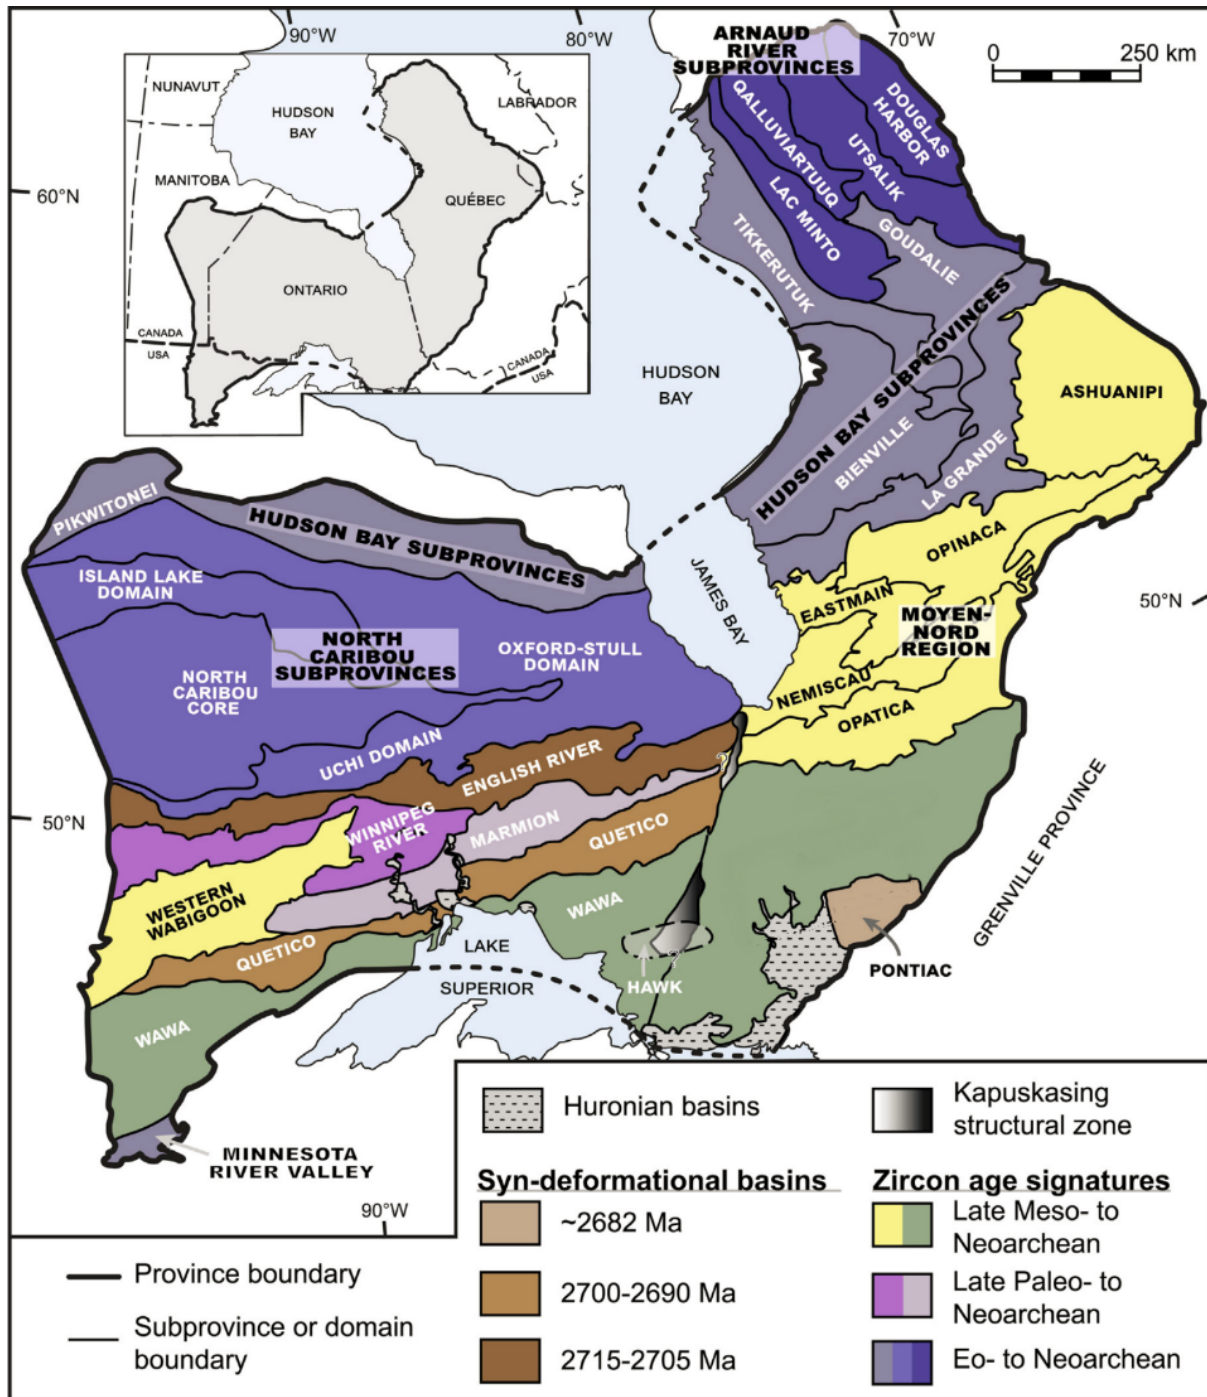 90°W
80°W
70°W
0
250 km
ARNAUD
RIVER
SUBPROVINCES
NUNAVUT
HUDSON
BAY
LABRADOR
MANITOBA
QUÉBEC
ONTARIO
CANADA
USA
CANADA
USA
60°N
DOUGLAS
HARBOR
UTSALIK
QALLUVIARTUUQ
LAC MINTO
GOUDALIE
TIKKERUTUK
HUDSON BAY SUBPROVINCES
HUDSON
BAY
ASHUANIPI
BIENVILLE
LA GRANDE
PIKWITONEI
HUDSON BAY SUBPROVINCES
OPINACA
ISLAND LAKE
DOMAIN
JAMES BAY
EASTMAIN
50°N
MOYEN-
NORD
REGION
NORTH
CARIBOU
SUBPROVINCES
OXFORD-STULL
DOMAIN
NORTH
CARIBOU
CORE
NEMISCAU
OPATICA
UCHI DOMAIN
ENGLISH RIVER
?
50°N
WINNIPEG
RIVER
MARMION
QUETICO
GRENVILLE PROVINCE
WESTERN
WABIGOON
WAWA
QUETICO
LAKE
SUPERIOR
?
HAWK
PONTIAC
WAWA
MINNESOTA
RIVER VALLEY
90°W
Province boundary
Subprovince or domain
boundary
Huronian basins
Kapuskasing
structural zone
Syn-deformational basins
~2682 Ma
2700-2690 Ma
2715-2705 Ma
Zircon age signatures
Late Meso- to
Neoarchean
Late Paleo- to
Neoarchean
Eo- to Neoarchean